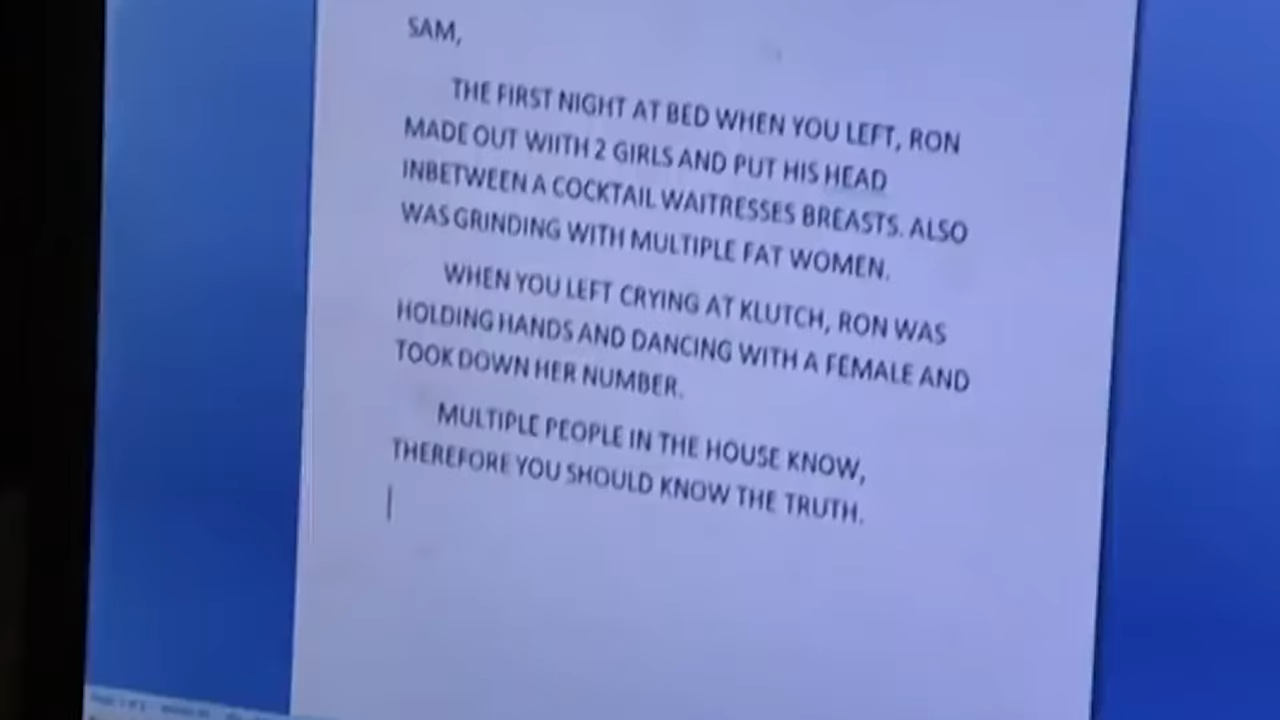 SAM,
THE FIRST NIGHT AT BED WHEN YOU LEFT, RON
MADE OUT WIITH 2 GIRLS AND PUT HIS HEAD
INBETWEEN A COCKTAIL WAITRESSES BREASTS. ALSO
WAS GRINDING WITH MULTIPLE FAT WOMEN.
WHEN YOU LEFT CRYING AT KLUTCH, RON WAS
HOLDING HANDS AND DANCING WITH A FEMALE AND
TOOK DOWN HER NUMBER.
MULTIPLE PEOPLE IN THE HOUSE KNOW,
THEREFORE YOU SHOULD KNOW THE TRUTH.